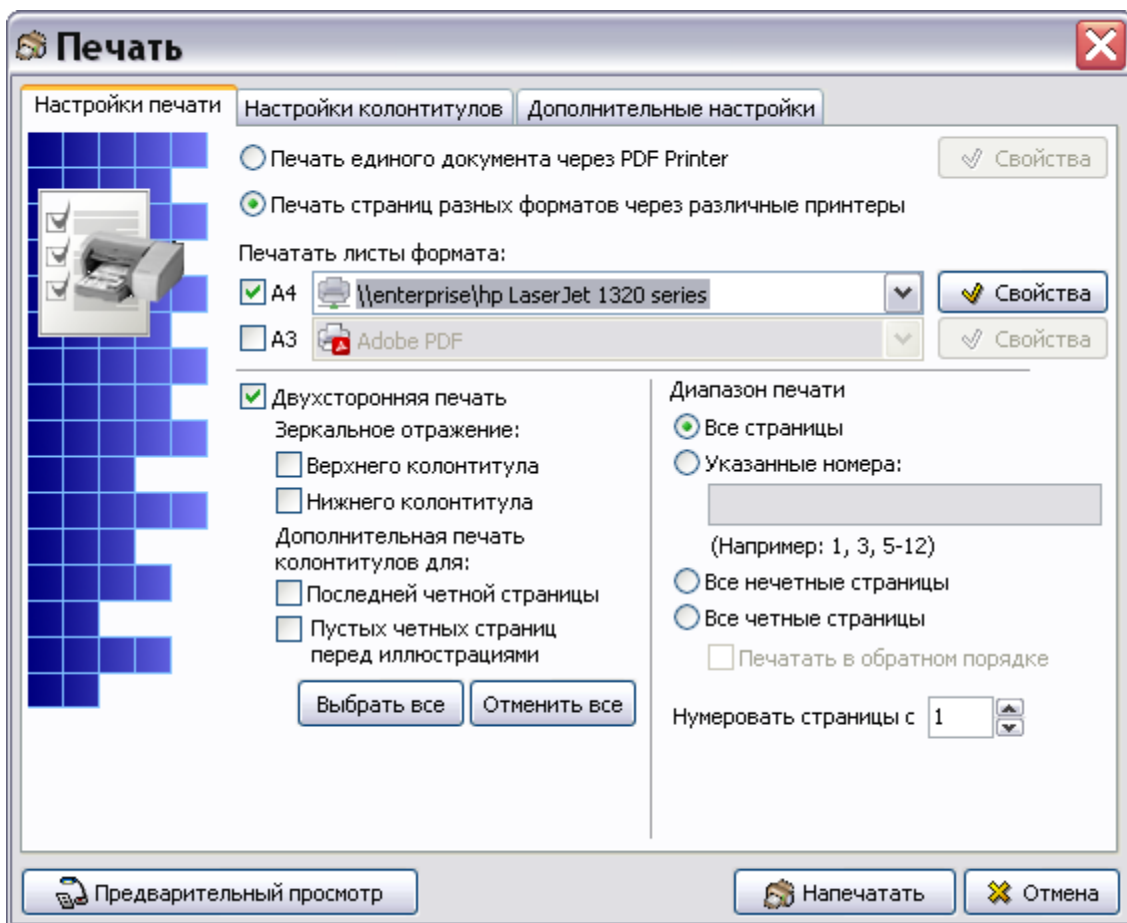 Печать
Настройки печати
Настройки колонтитулов
Дополнительные настройки
Печать единого документа через PDF Printer
Свойства
Печать страниц разных форматов через различные принтеры
Печатать листы формата:
A4
\\enterprise\hp LaserJet 1320 series
Свойства
A3
Adobe PDF
Свойства
Двухсторонняя печать
Зеркальное отражение:
Верхнего колонтитула
Нижнего колонтитула
Дополнительная печать
колонтитулов для:
Последней четной страницы
Пустых четных страниц
перед иллюстрациями
Выбрать все
Отменить все
Диапазон печати
Все страницы
Указанные номера:
(Например: 1, 3, 5-12)
Все нечетные страницы
Все четные страницы
Печатать в обратном порядке
Нумеровать страницы с
1
Предварительный просмотр
Напечатать
Отмена